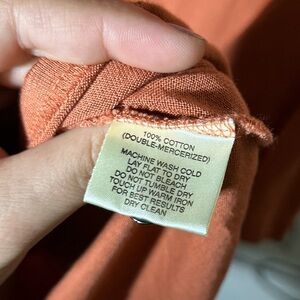 100% COTTON
(DOUBLE-MERCERIZED)
MACHINE WASH COLD
LAY FLAT TO DRY
DO NOT BLEACH
DO NOT TUMBLE DRY
TOUCH UP WARM IRON
FOR BEST RESULTS
DRY CLEAN